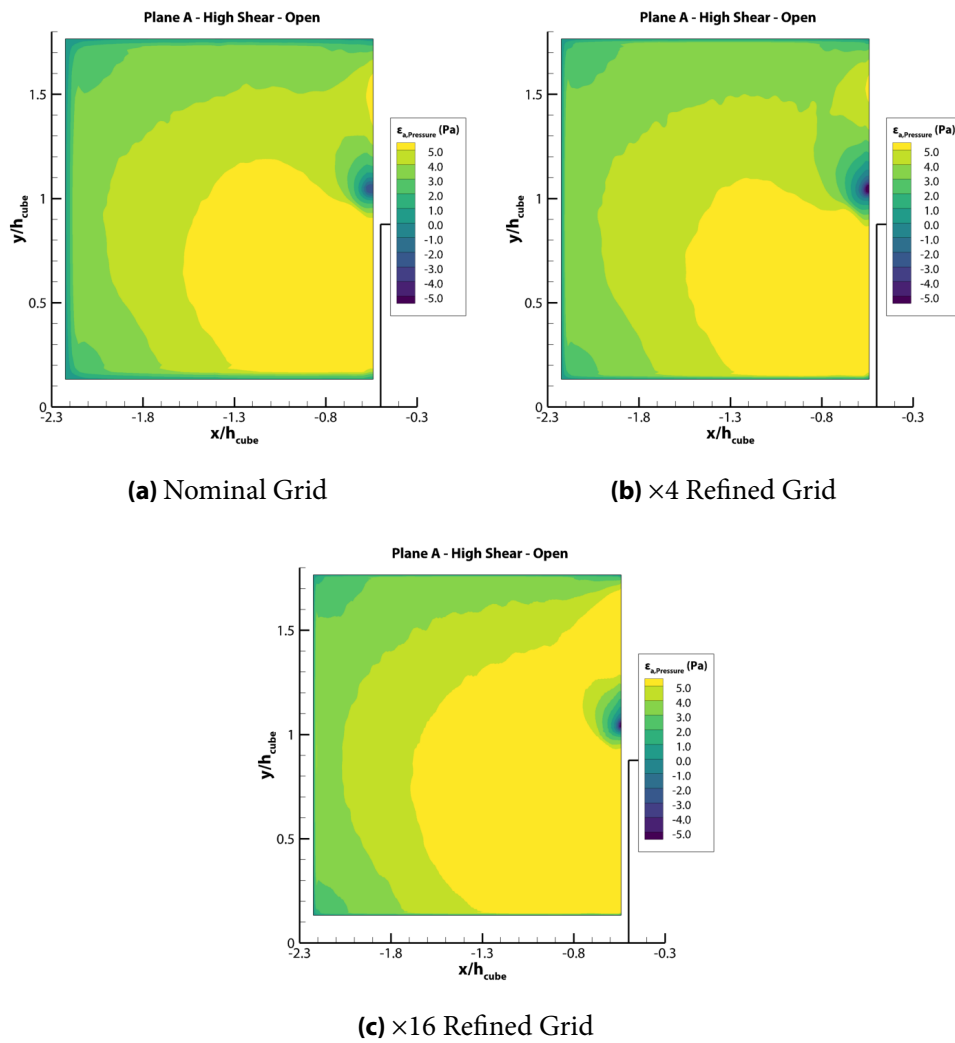 Plane A - High Shear - Open
y/h_cube
1.5
1
0.5
0
-2.3 -1.8 -1.3 -0.8 -0.3
x/h_cube
ε_a,Pressure (Pa)
5.0
4.0
3.0
2.0
1.0
0.0
-1.0
-2.0
-3.0
-4.0
-5.0
(a) Nominal Grid
Plane A - High Shear - Open
y/h_cube
1.5
1
0.5
0
-2.3 -1.8 -1.3 -0.8 -0.3
x/h_cube
ε_a,Pressure (Pa)
5.0
4.0
3.0
2.0
1.0
0.0
-1.0
-2.0
-3.0
-4.0
-5.0
(b) ×4 Refined Grid
Plane A - High Shear - Open
y/h_cube
1.5
1
0.5
0
-2.3 -1.8 -1.3 -0.8 -0.3
x/h_cube
ε_a,Pressure (Pa)
5.0
4.0
3.0
2.0
1.0
0.0
-1.0
-2.0
-3.0
-4.0
-5.0
(c) ×16 Refined Grid